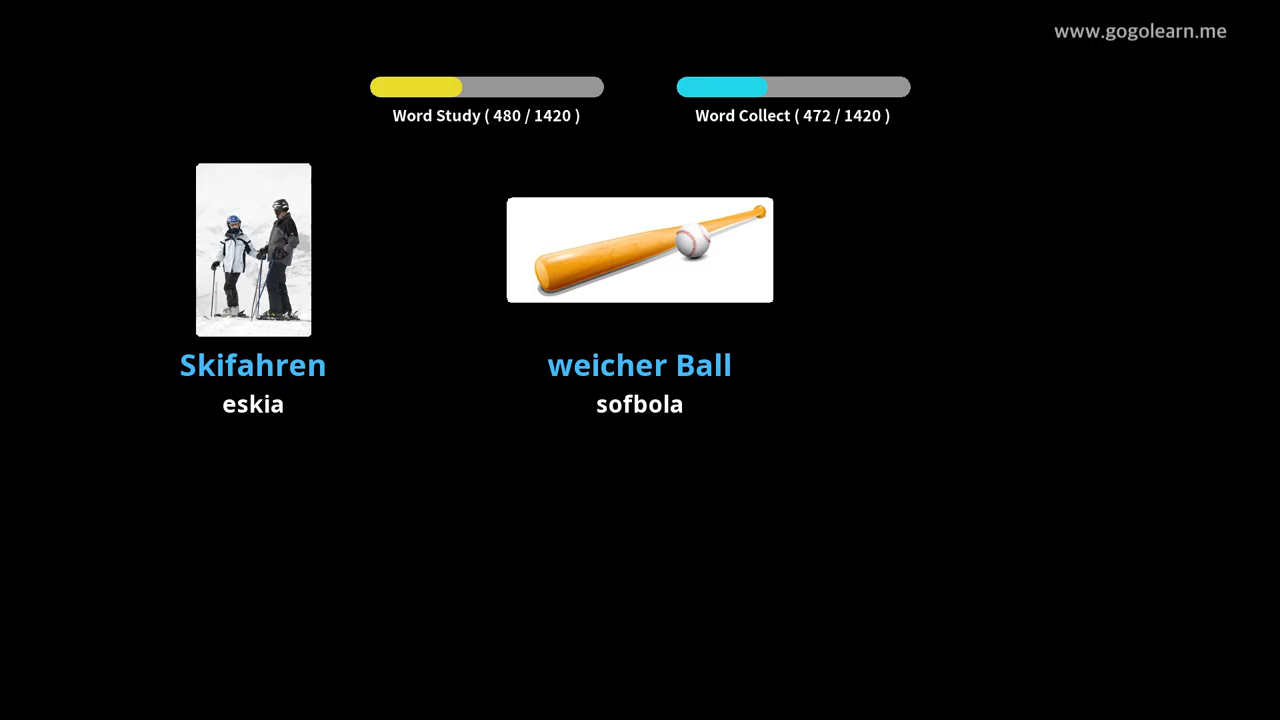 www.gogolearn.me
Word Study ( 480 / 1420 )
Word Collect ( 472 / 1420 )
Skifahren
eskia
weicher Ball
sofbola